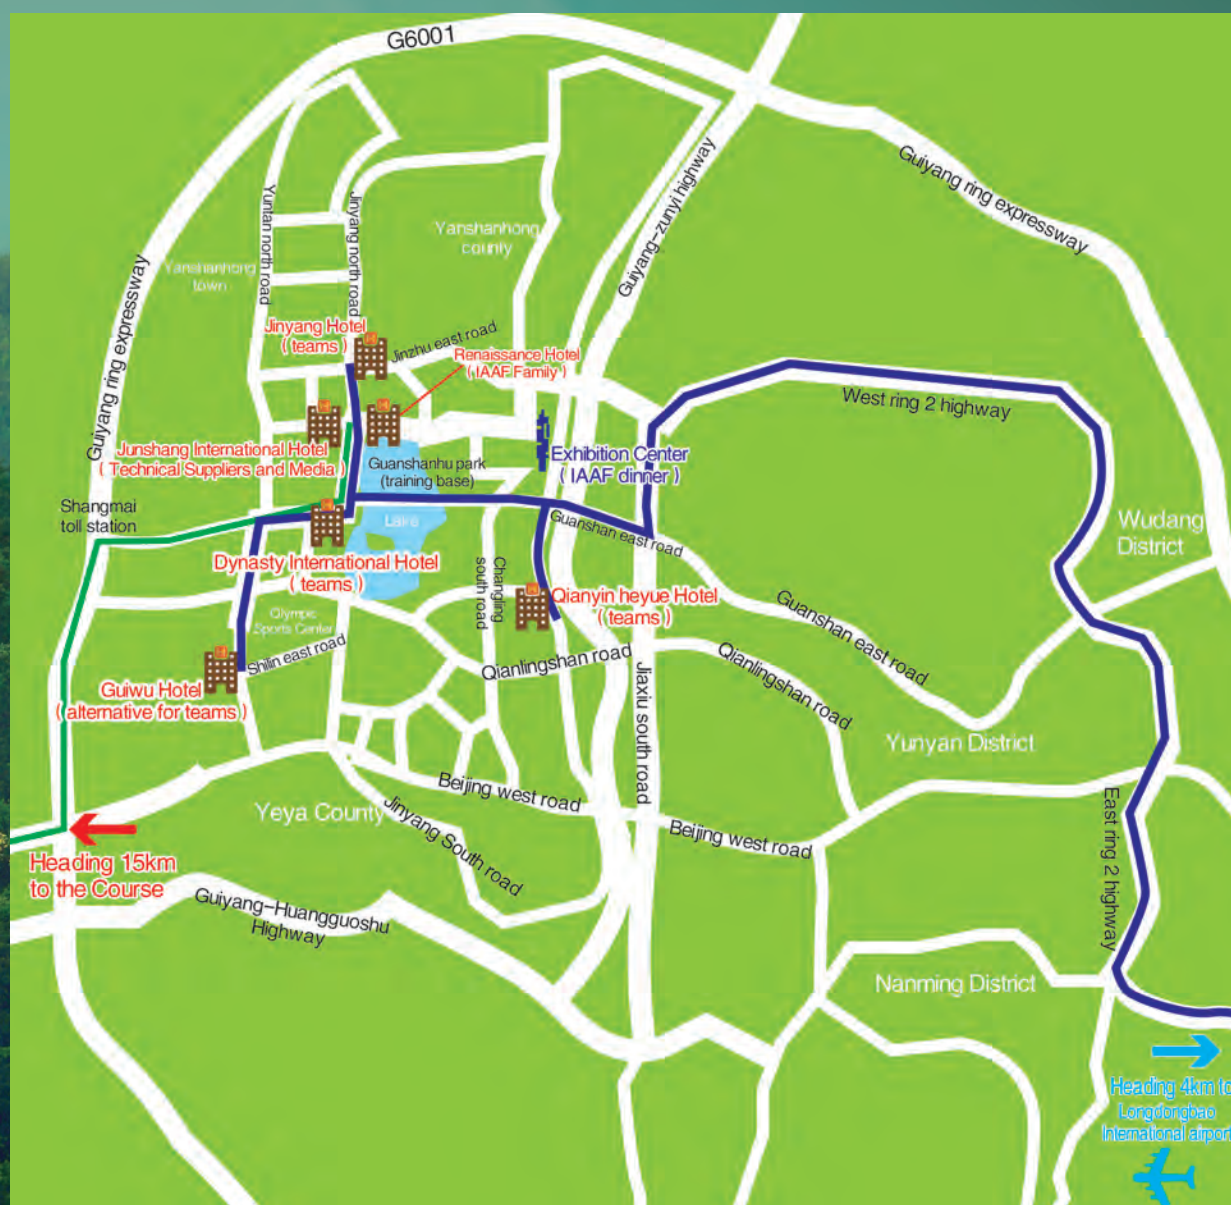 G6001
Guiyang ring expressway
Guiyang-zunyi highway
Yuntan north road
Jinyang north road
Yanshanhong
county
Yanshanhong
town
Guiyang ring expressway
Jinyang Hotel
( teams )
Jinzhu east road
Renaissance Hotel
( IAAF Family )
West ring 2 highway
Junshang International Hotel
( Technical Suppliers and Media )
Guanshanhu park
(training base)
Exhibition Center
( IAAF dinner )
Shangmai
toll station
Lake
Guanshan east road
Wudang
District
Dynasty International Hotel
( teams )
Changling
south road
Qianyin heyue Hotel
( teams )
Guanshan east road
Olympic
Sports Center
Shilin east road
Qianlingshan road
Qianlingshan road
Jiaxiu south road
Guiwu Hotel
( alternative for teams )
Yunyan District
Beijing west road
Yeya County
Jinyang South road
Beijing west road
East ring 2 highway
Heading 15km
to the Course
Guiyang-Huangguoshu
Highway
Nanming District
Heading 4km to
Longdongbao
International airport
H
H
H
H
H
H